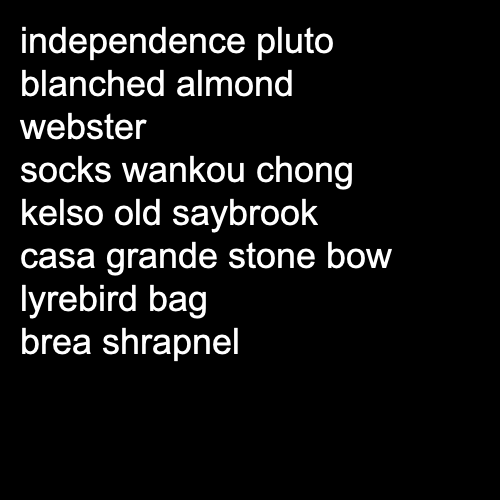 independence pluto
blanched almond
webster
socks wankou chong
kelso old saybrook
casa grande stone bow
lyrebird bag
brea shrapnel